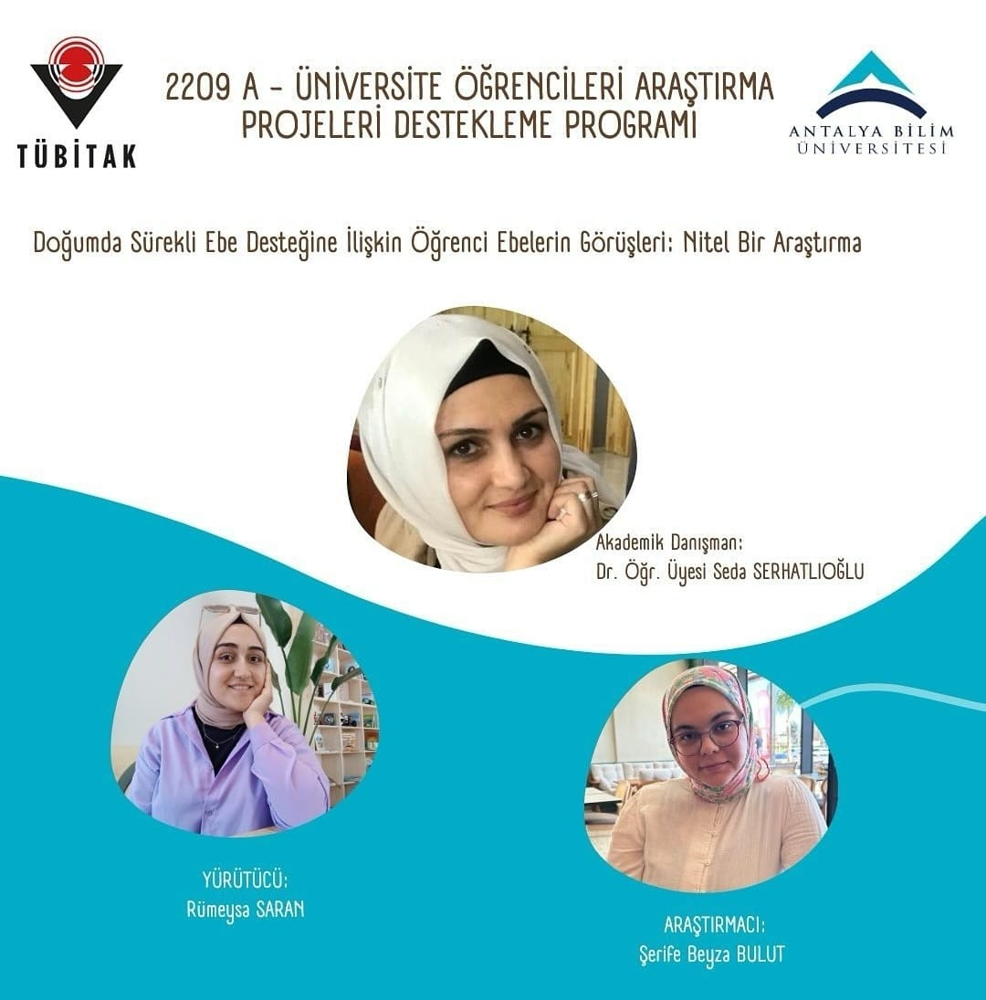 TÜBİTAK
2209 A - ÜNİVERSİTE ÖĞRENCİLERİ ARAŞTIRMA
PROJELERİ DESTEKLEME PROGRAMI
ANTALYA BİLİM
ÜNİVERSİTESİ
Doğumda Sürekli Ebe Desteğine İlişkin Öğrenci Ebelerin Görüşleri: Nitel Bir Araştırma
Akademik Danışman:
Dr. Öğr. Üyesi Seda SERHATLIOĞLU
YÜRÜTÜCÜ:
Rümeysa SARAN
ARAŞTIRMACI:
Şerife Beyza BULUT